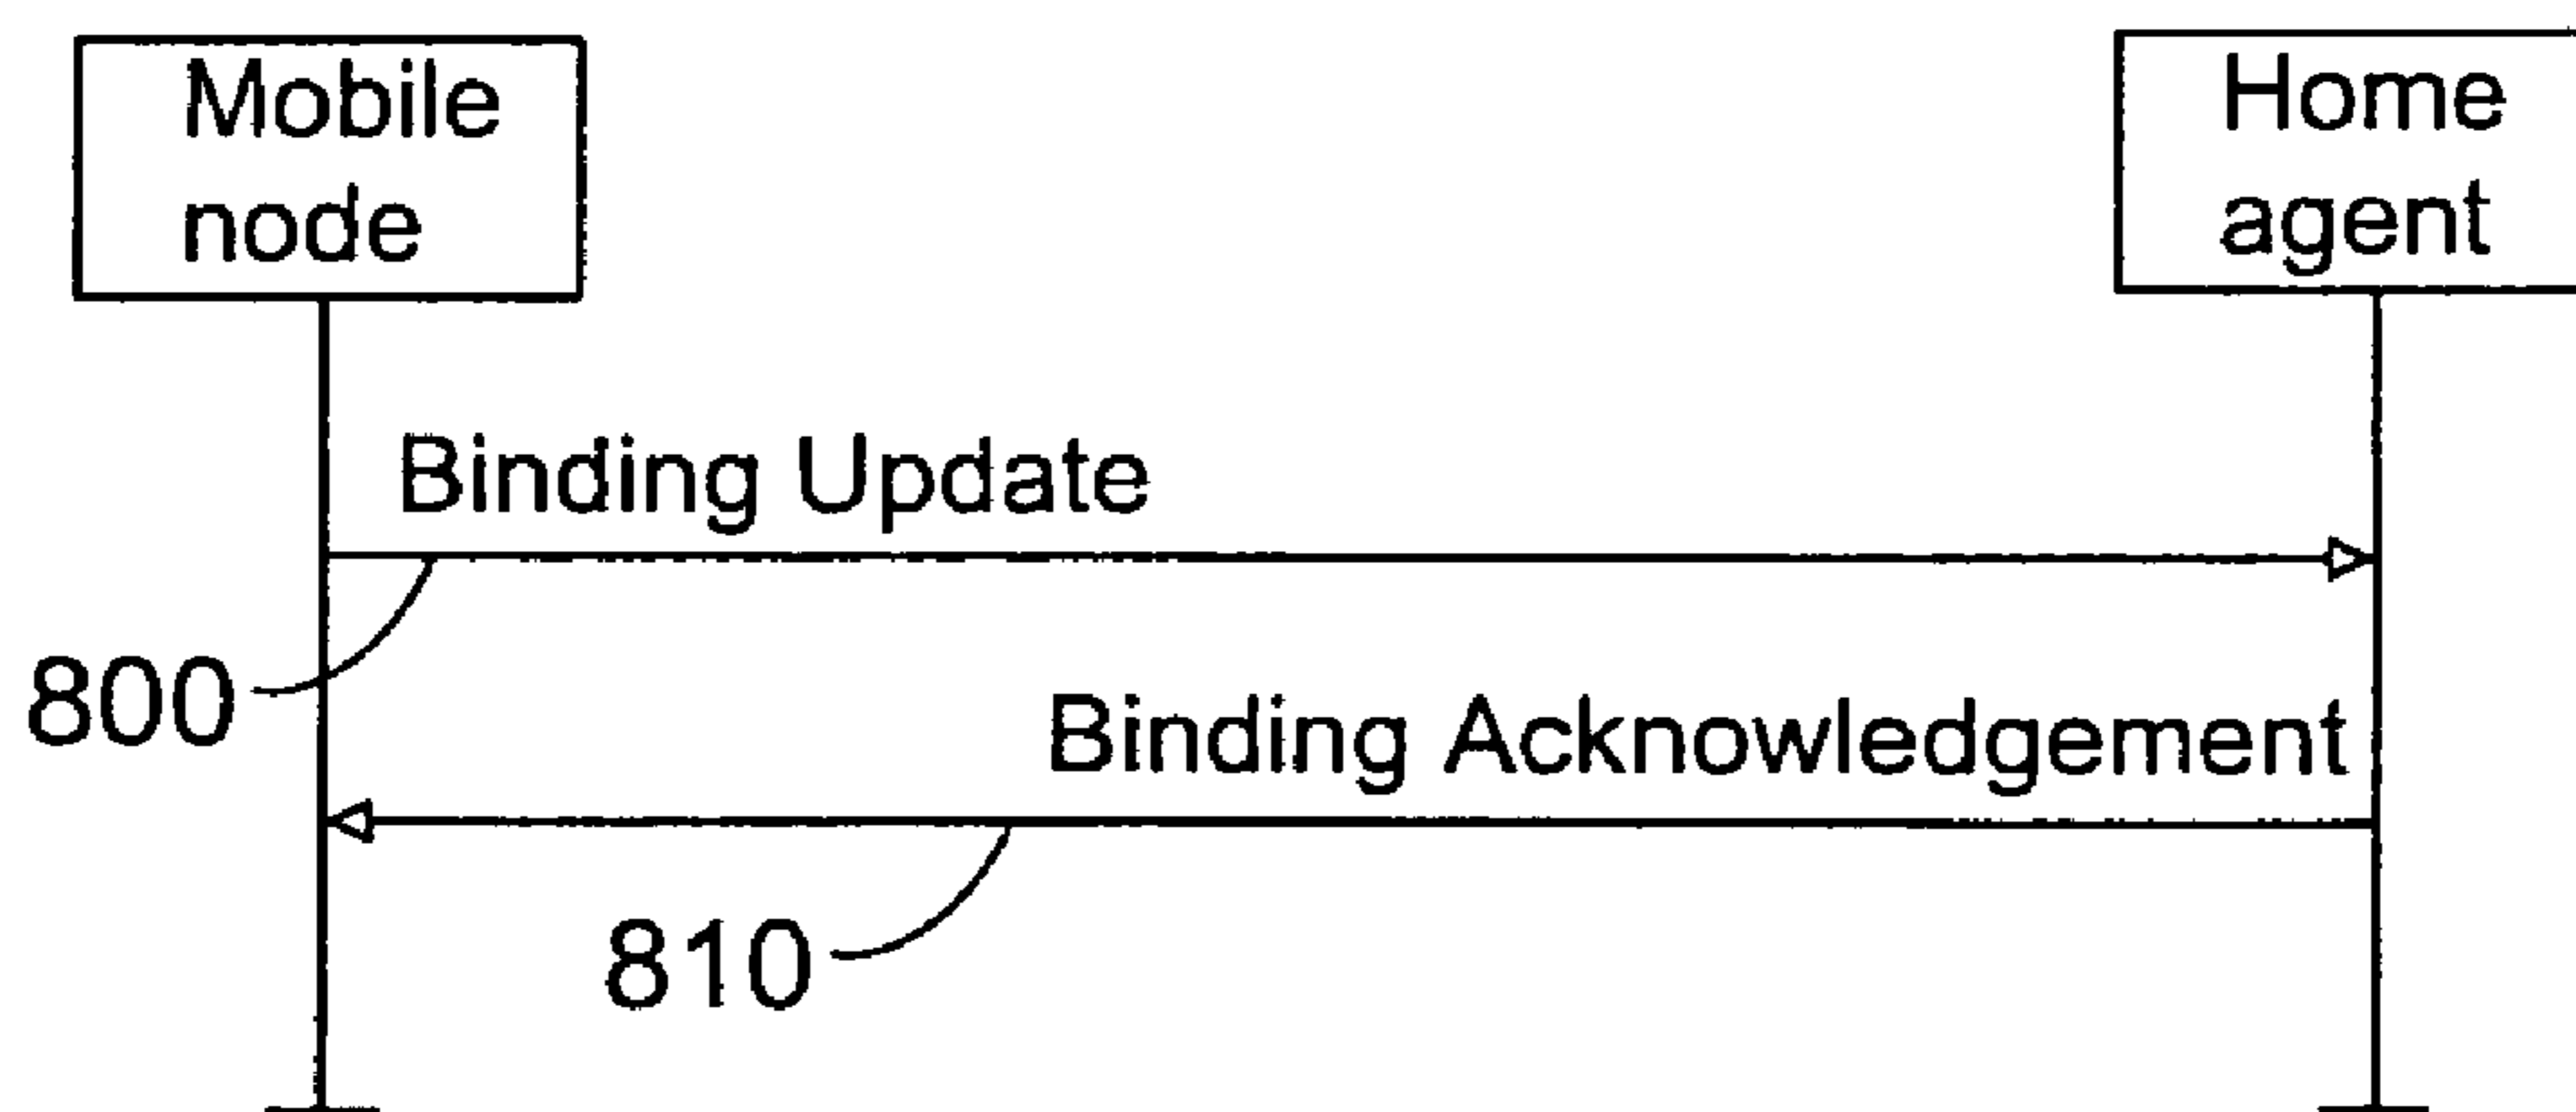 Mobile
node
Home
agent
Binding Update
800
Binding Acknowledgement
810